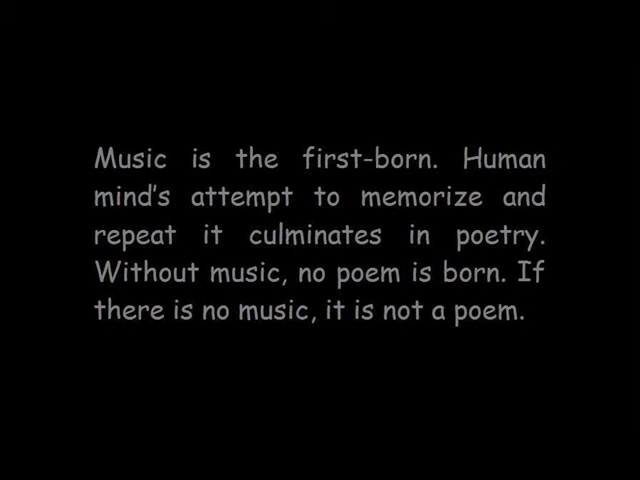 Music is the first-born. Human
mind's attempt to memorize and
repeat it culminates in poetry.
Without music, no poem is born. If
there is no music, it is not a poem.